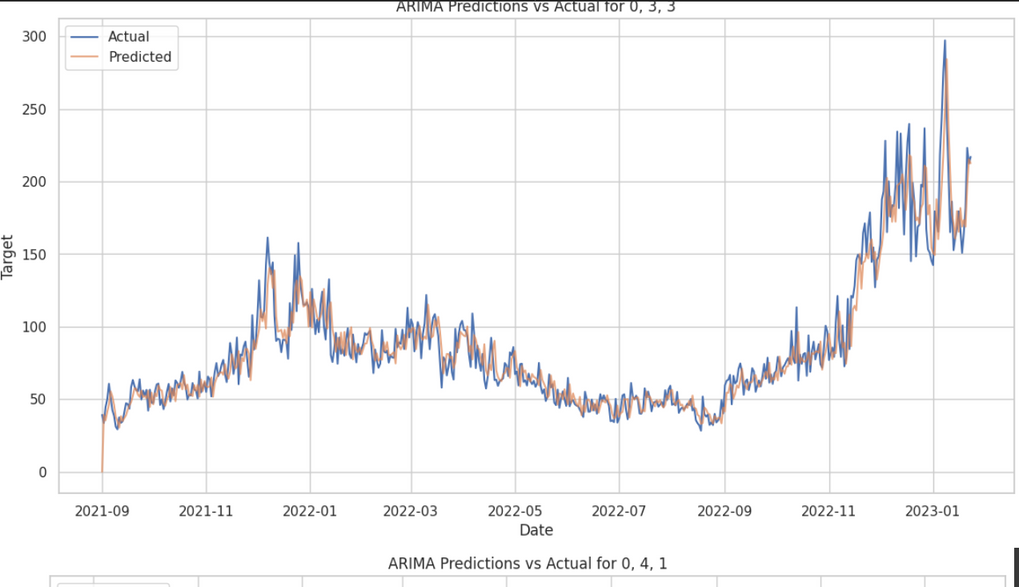 ARIMA Predictions vs Actual for 0, 3, 3
Actual
Predicted
300
250
200
150
100
50
0
Target
2021-09 2021-11 2022-01 2022-03 2022-05 2022-07 2022-09 2022-11 2023-01
Date
ARIMA Predictions vs Actual for 0, 4, 1